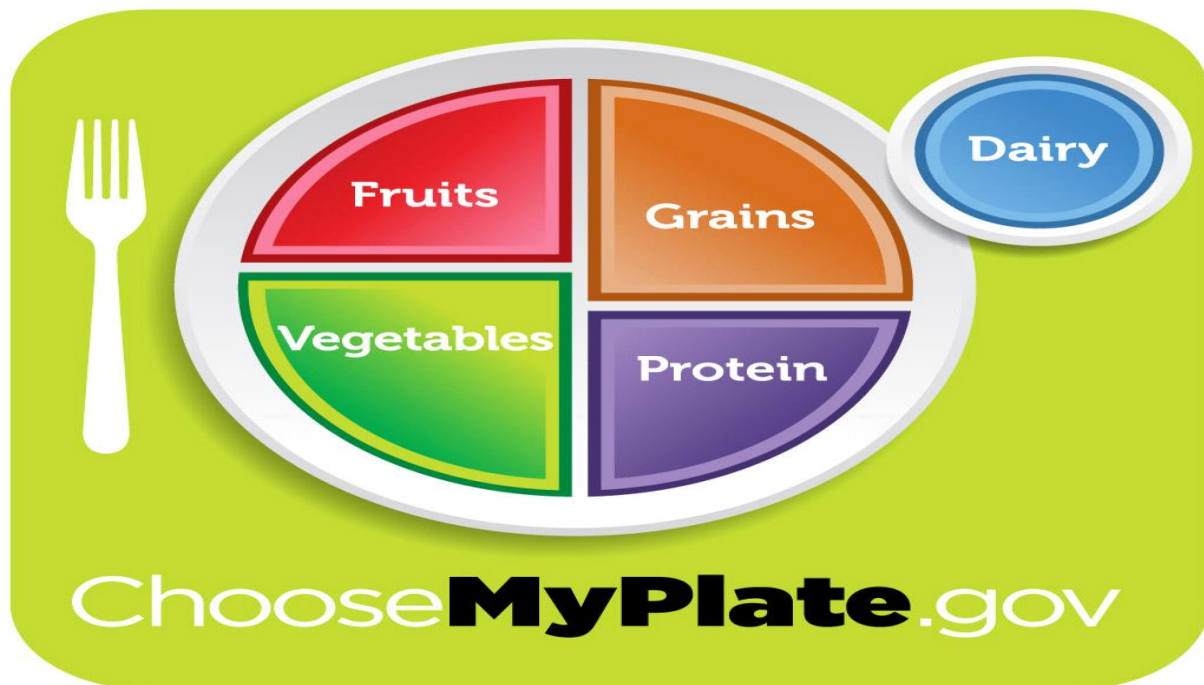 Fruits
Grains
Dairy
Vegetables
Protein
ChooseMyPlate.gov